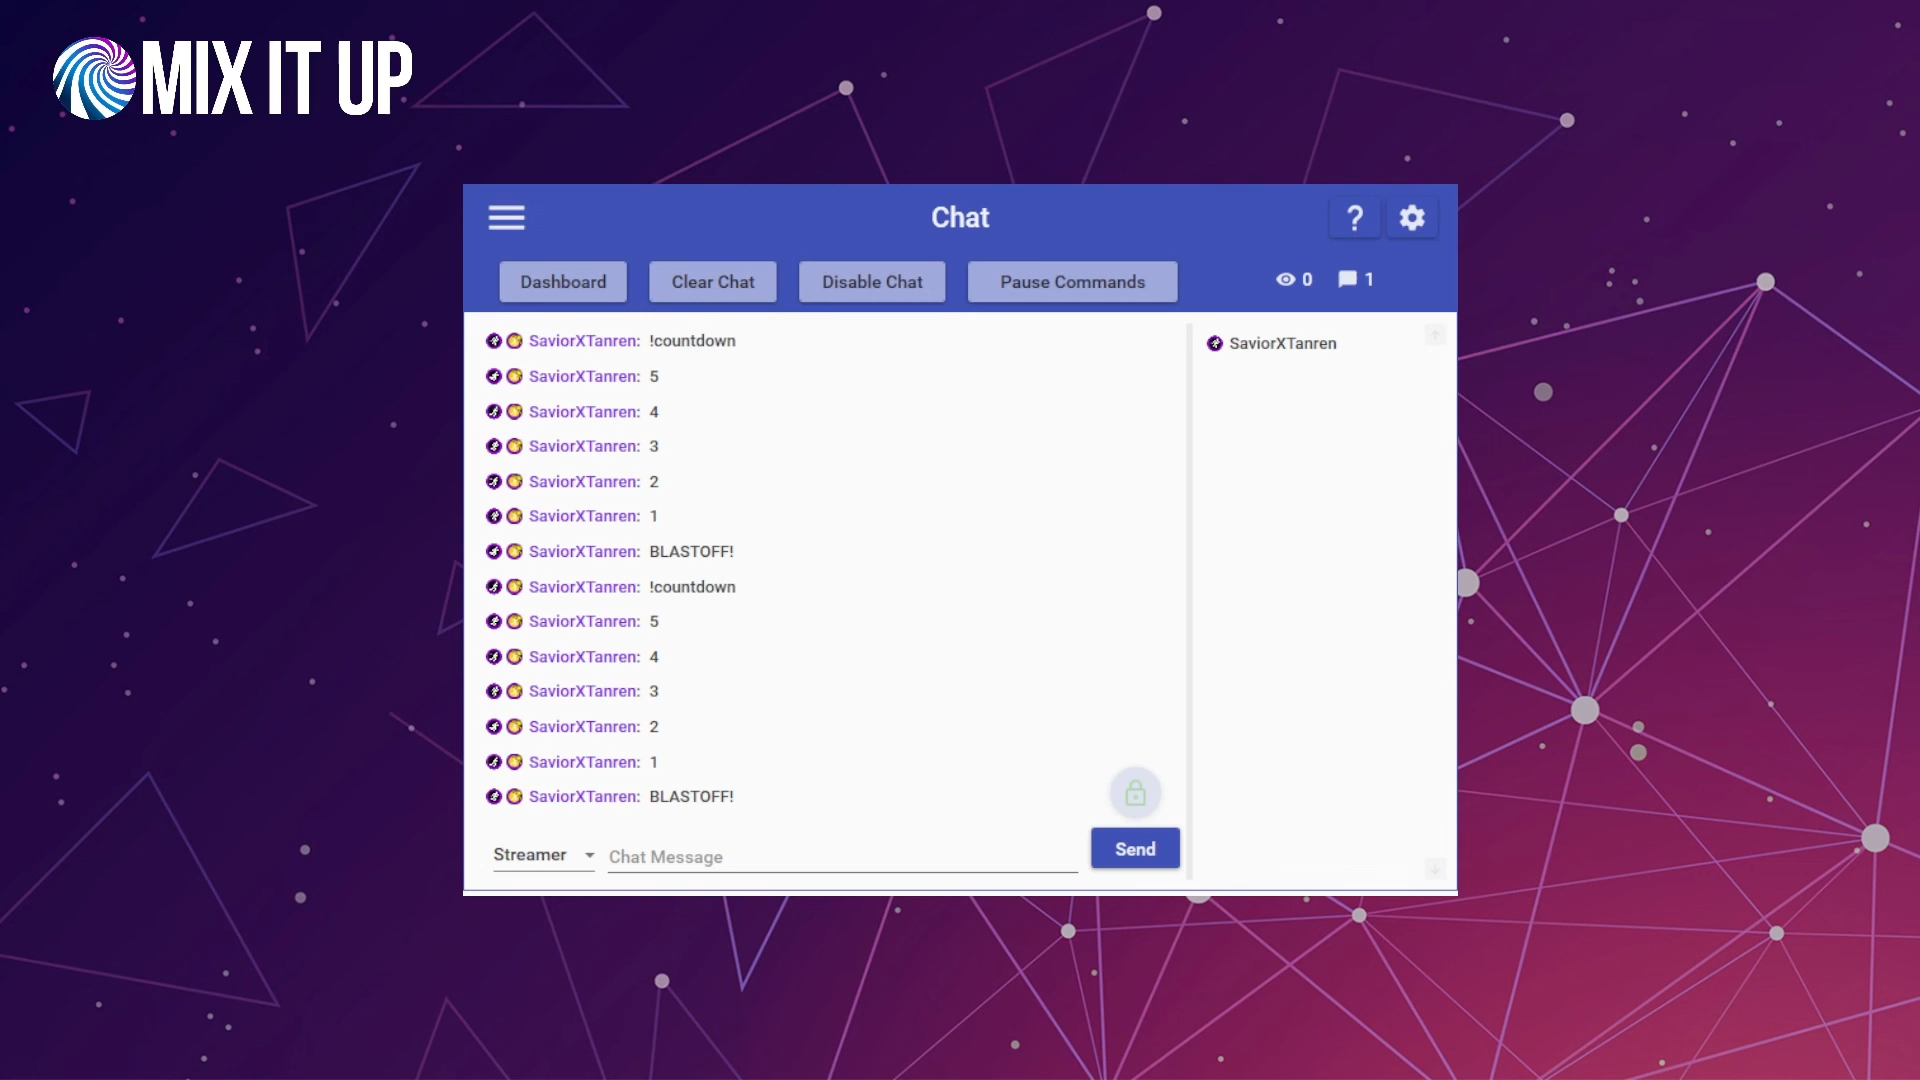 MIX IT UP
Chat
?
Dashboard Clear Chat Disable Chat Pause Commands 0 1
SaviorXTanren: !countdown
SaviorXTanren: 5
SaviorXTanren: 4
SaviorXTanren: 3
SaviorXTanren: 2
SaviorXTanren: 1
SaviorXTanren: BLASTOFF!
SaviorXTanren: !countdown
SaviorXTanren: 5
SaviorXTanren: 4
SaviorXTanren: 3
SaviorXTanren: 2
SaviorXTanren: 1
SaviorXTanren: BLASTOFF!
Streamer Chat Message Send
SaviorXTanren